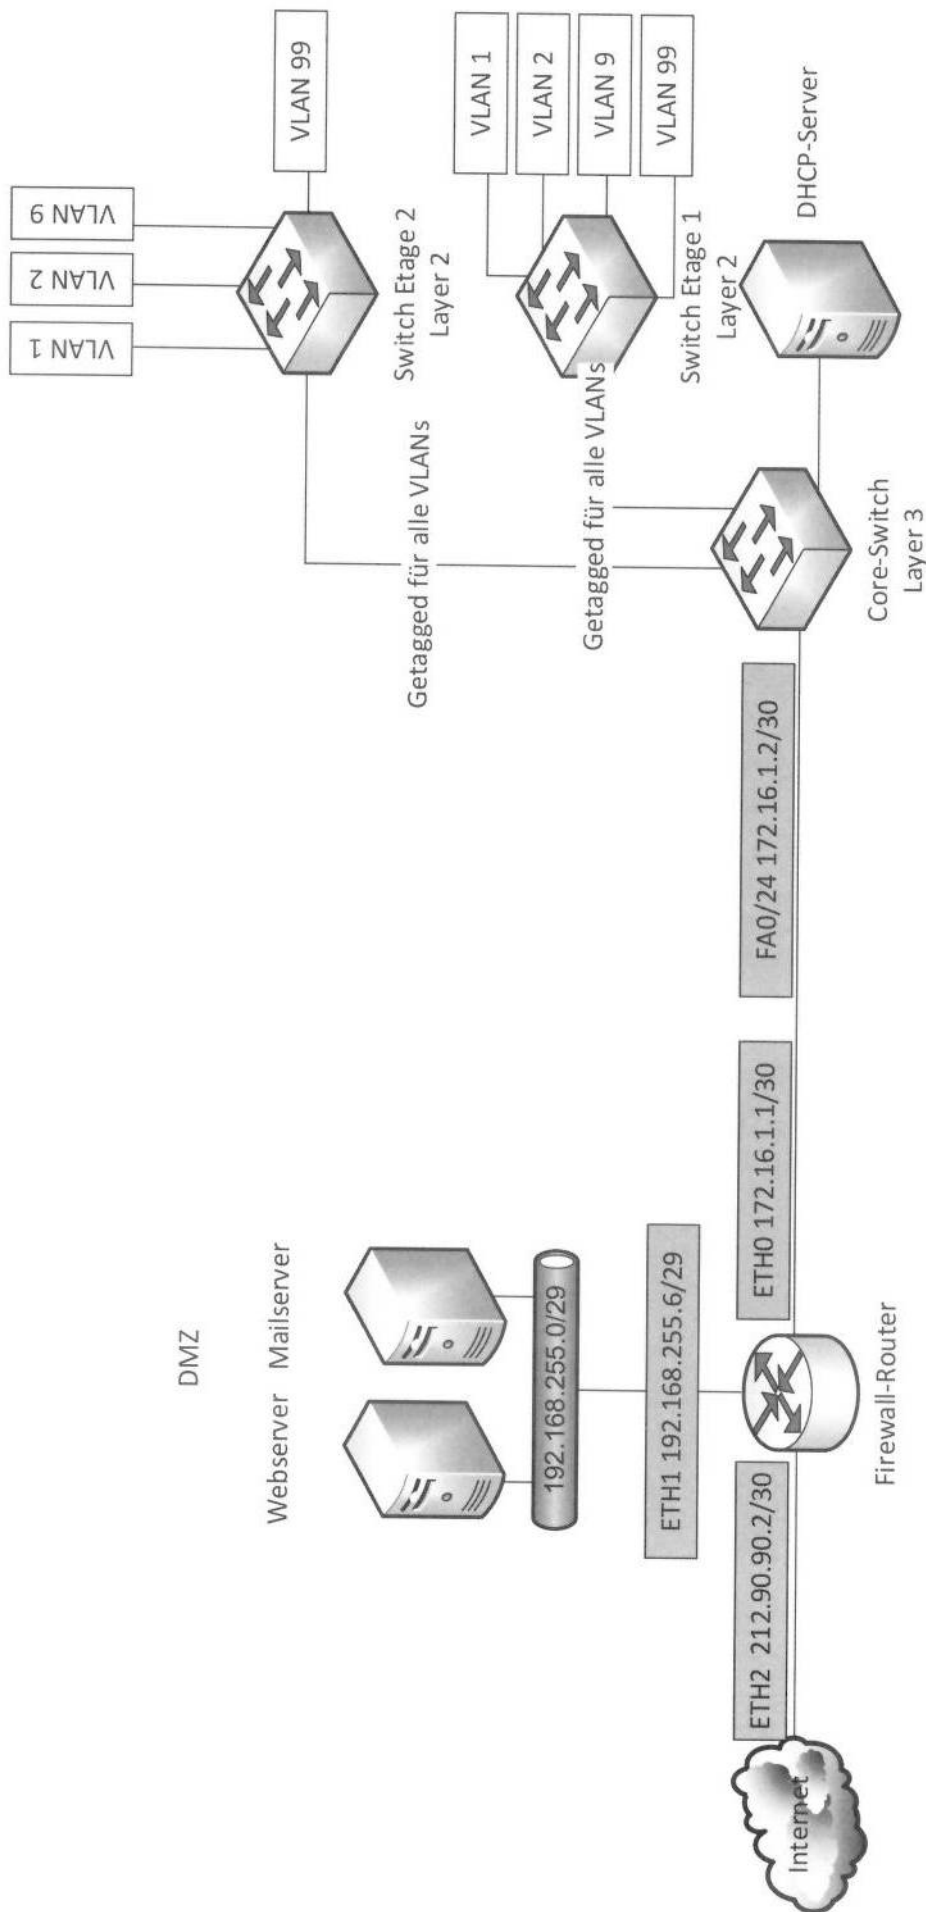 DMZ
Webserver
Mailserver
192.168.255.0/29
ETH1 192.168.255.6/29
Internet
ETH2 212.90.90.2/30
Firewall-Router
ETH0 172.16.1.1/30
FA0/24 172.16.1.2/30
Core-Switch
Layer 3
Getagged für alle VLANs
Getagged für alle VLANs
VLAN 1
VLAN 2
VLAN 9
VLAN 99
Switch Etage 2
Layer 2
VLAN 1
VLAN 2
VLAN 9
VLAN 99
Switch Etage 1
Layer 2
DHCP-Server